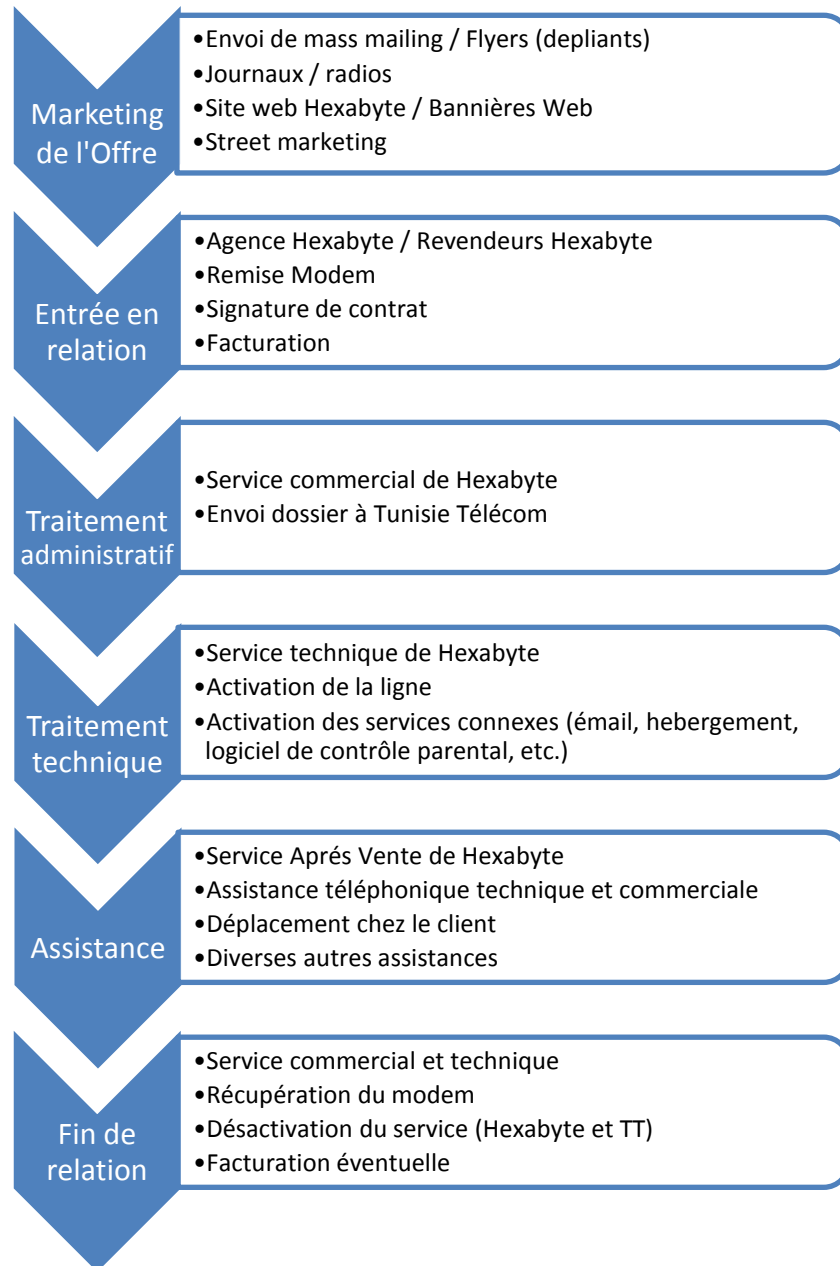 Marketing
de l'Offre
•Envoi de mass mailing / Flyers (depliants)
•Journaux / radios
•Site web Hexabyte / Bannières Web
•Street marketing
Entrée en
relation
•Agence Hexabyte / Revendeurs Hexabyte
•Remise Modem
•Signature de contrat
•Facturation
Traitement
administratif
•Service commercial de Hexabyte
•Envoi dossier à Tunisie Télécom
Traitement
technique
•Service technique de Hexabyte
•Activation de la ligne
•Activation des services connexes (émail, hebergement,
logiciel de contrôle parental, etc.)
Assistance
•Service Aprés Vente de Hexabyte
•Assistance téléphonique technique et commerciale
•Déplacement chez le client
•Diverses autres assistances
Fin de
relation
•Service commercial et technique
•Récupération du modem
•Désactivation du service (Hexabyte et TT)
•Facturation éventuelle